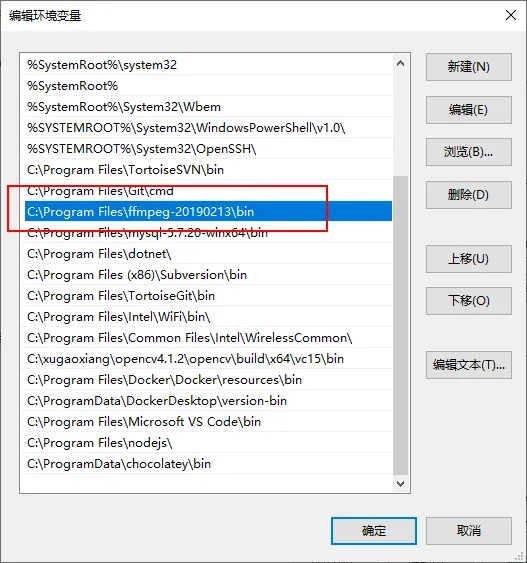 编辑环境变量
%SystemRoot%\system32
%SystemRoot%
%SystemRoot%\System32\Wbem
%SYSTEMROOT%\System32\WindowsPowerShell\v1.0\
%SYSTEMROOT%\System32\OpenSSH\
C:\Program Files\TortoiseSVN\bin
C:\Program Files\Git\cmd
C:\Program Files\ffmpeg-20190213\bin
C:\Program Files\mysql-5.7.20-winx64\bin
C:\Program Files\dotnet\
C:\Program Files (x86)\Subversion\bin
C:\Program Files\TortoiseGit\bin
C:\Program Files\Intel\WiFi\bin\
C:\Program Files\Common Files\Intel\WirelessCommon\
C:\xugaoxiang\opencv4.1.2\opencv\build\x64\vc15\bin
C:\Program Files\Docker\Docker\resources\bin
C:\ProgramData\DockerDesktop\version-bin
C:\Program Files\Microsoft VS Code\bin
C:\Program Files\nodejs\
C:\ProgramData\chocolatey\bin
新建(N)
编辑(E)
浏览(B)...
删除(D)
上移(U)
下移(O)
编辑文本(T)...
确定
取消